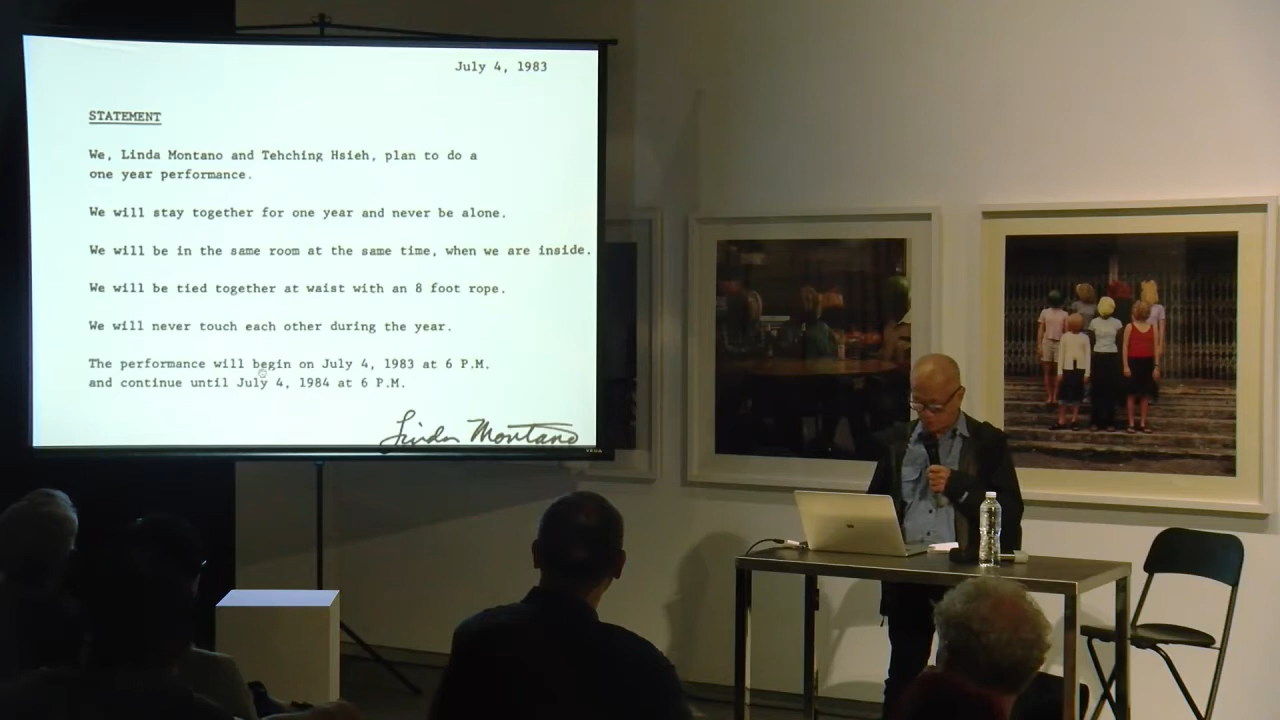 July 4, 1983
STATEMENT
We, Linda Montano and Tehching Hsieh, plan to do a
one year performance.
We will stay together for one year and never be alone.
We will be in the same room at the same time, when we are inside.
We will be tied together at waist with an 8 foot rope.
We will never touch each other during the year.
The performance will begin on July 4, 1983 at 6 P.M.
and continue until July 4, 1984 at 6 P.M.
Linda Montano